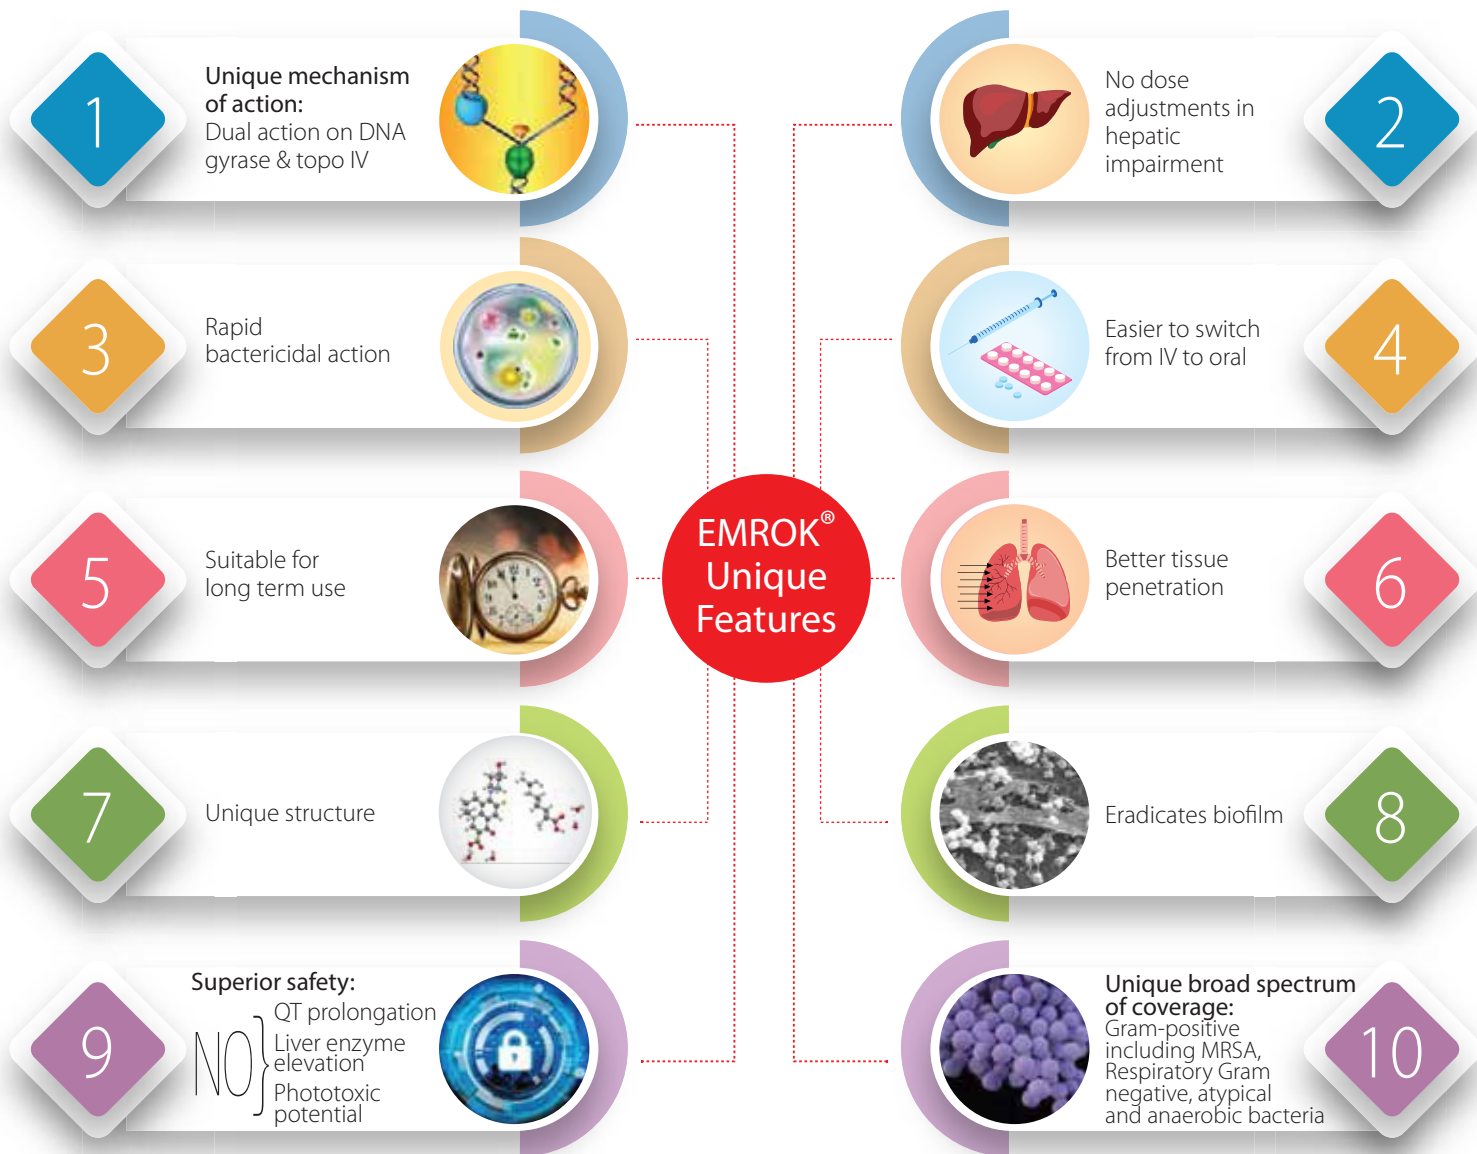 1
Unique mechanism
of action:
Dual action on DNA
gyrase & topo IV
No dose
adjustments in
hepatic
impairment
2
3
Rapid
bactericidal action
Easier to switch
from IV to oral
4
5
Suitable for
long term use
EMROK®
Unique
Features
Better tissue
penetration
6
7
Unique structure
Eradicates biofilm
8
9
Superior safety:
NO
QT prolongation
Liver enzyme
elevation
Phototoxic
potential
Unique broad spectrum
of coverage:
Gram-positive
including MRSA,
Respiratory Gram
negative, atypical
and anaerobic bacteria
10